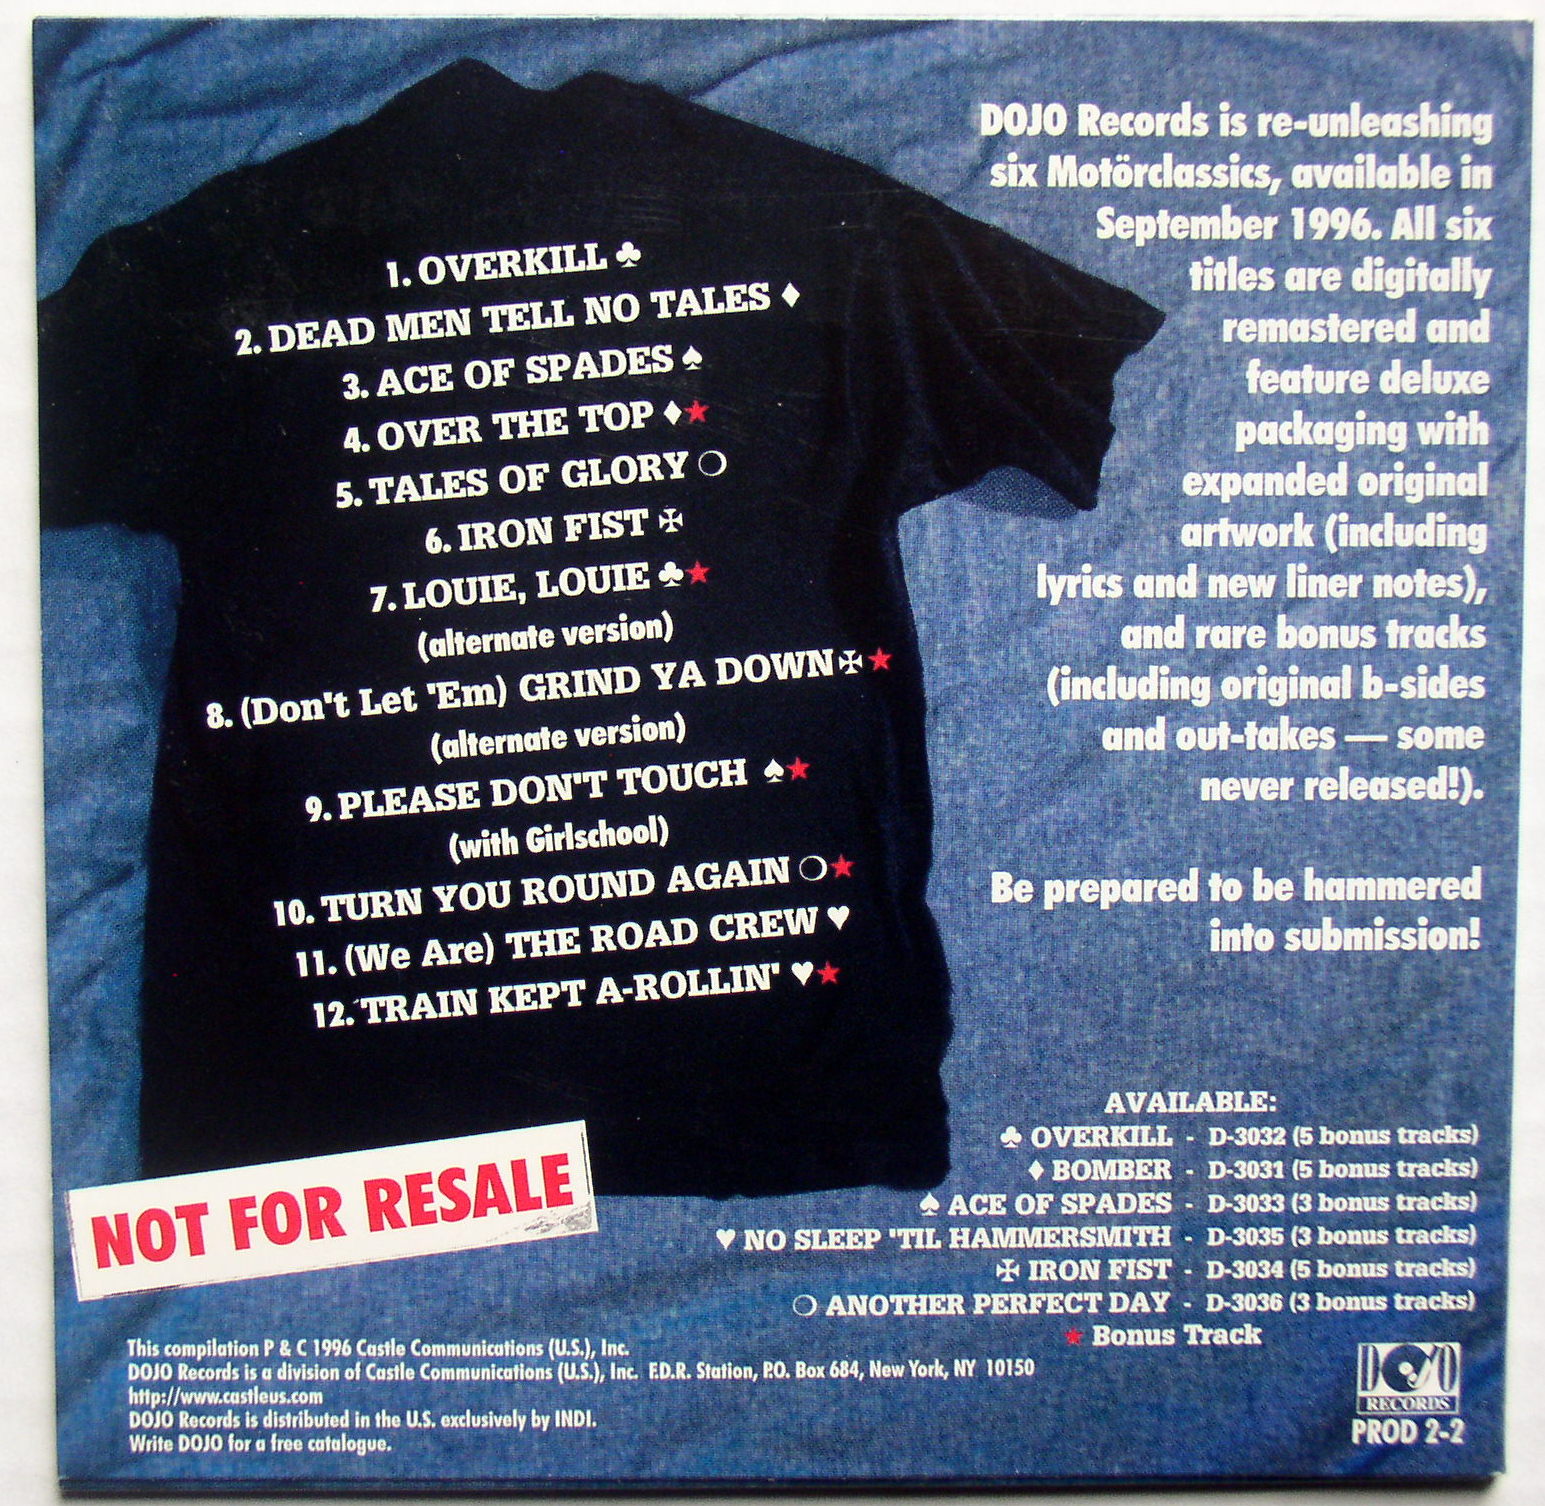 1. OVERKILL ♣
2. DEAD MEN TELL NO TALES ♦
3. ACE OF SPADES ♠
4. OVER THE TOP ♦★
5. TALES OF GLORY ❍
6. IRON FIST ✠
7. LOUIE, LOUIE ♣★
(alternate version)
8. (Don't Let 'Em) GRIND YA DOWN ✠★
(alternate version)
9. PLEASE DON'T TOUCH ♠★
(with Girlschool)
10. TURN YOU ROUND AGAIN ❍★
11. (We Are) THE ROAD CREW ♥
12. TRAIN KEPT A-ROLLIN' ♥★
DOJO Records is re-unleashing
six Motörclassics, available in
September 1996. All six
titles are digitally
remastered and
feature deluxe
packaging with
expanded original
artwork (including
lyrics and new liner notes),
and rare bonus tracks
(including original b-sides
and out-takes — some
never released!).
Be prepared to be hammered
into submission!
AVAILABLE:
♣ OVERKILL - D-3032 (5 bonus tracks)
♦ BOMBER - D-3031 (5 bonus tracks)
♠ ACE OF SPADES - D-3033 (3 bonus tracks)
♥ NO SLEEP 'TIL HAMMERSMITH - D-3035 (3 bonus tracks)
✠ IRON FIST - D-3034 (5 bonus tracks)
❍ ANOTHER PERFECT DAY - D-3036 (3 bonus tracks)
★ Bonus Track
NOT FOR RESALE
This compilation P & C 1996 Castle Communications (U.S.), Inc.
DOJO Records is a division of Castle Communications (U.S.), Inc. F.D.R. Station, P.O. Box 684, New York, NY 10150
http://www.castleus.com
DOJO Records is distributed in the U.S. exclusively by INDI.
Write DOJO for a free catalogue.
DOJO
RECORDS
PROD 2-2